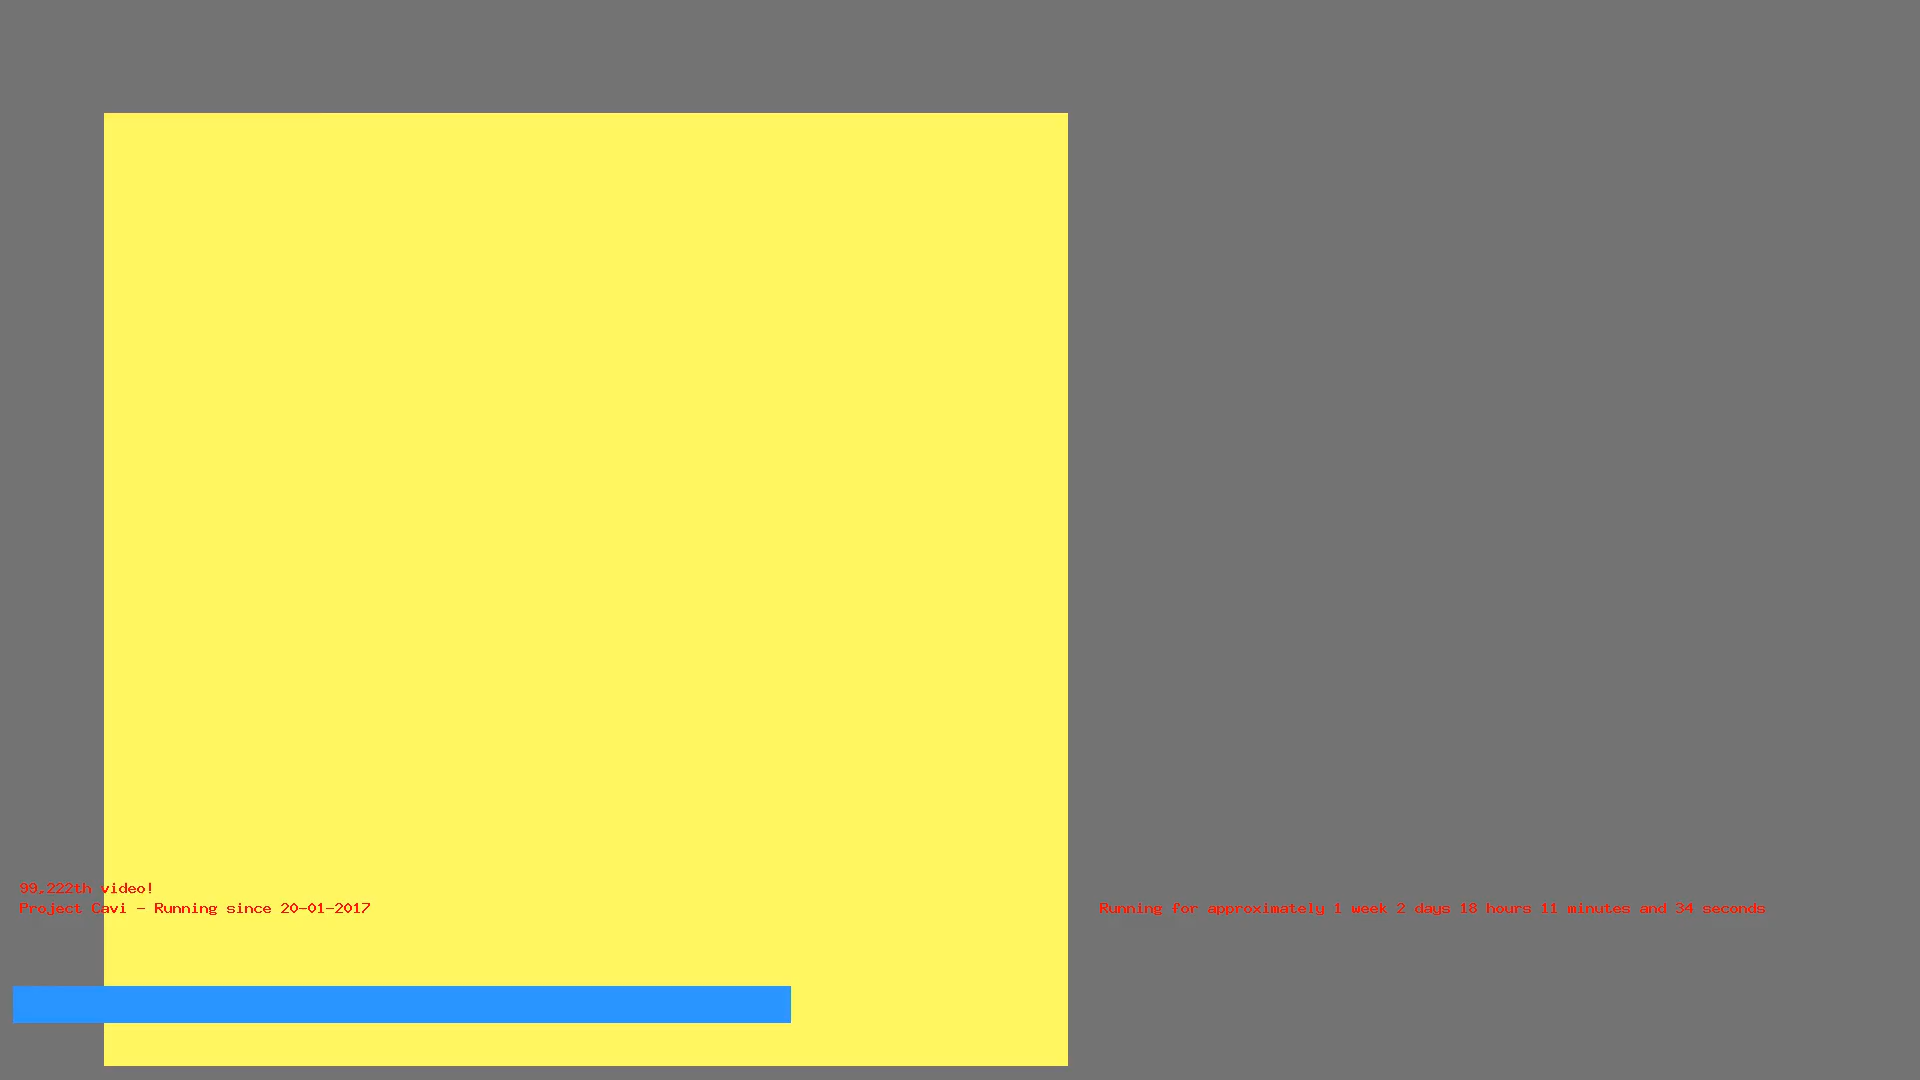 99,222th video!
Project Cavi - Running since 20-01-2017
Running for approximately 1 week 2 days 18 hours 11 minutes and 34 seconds